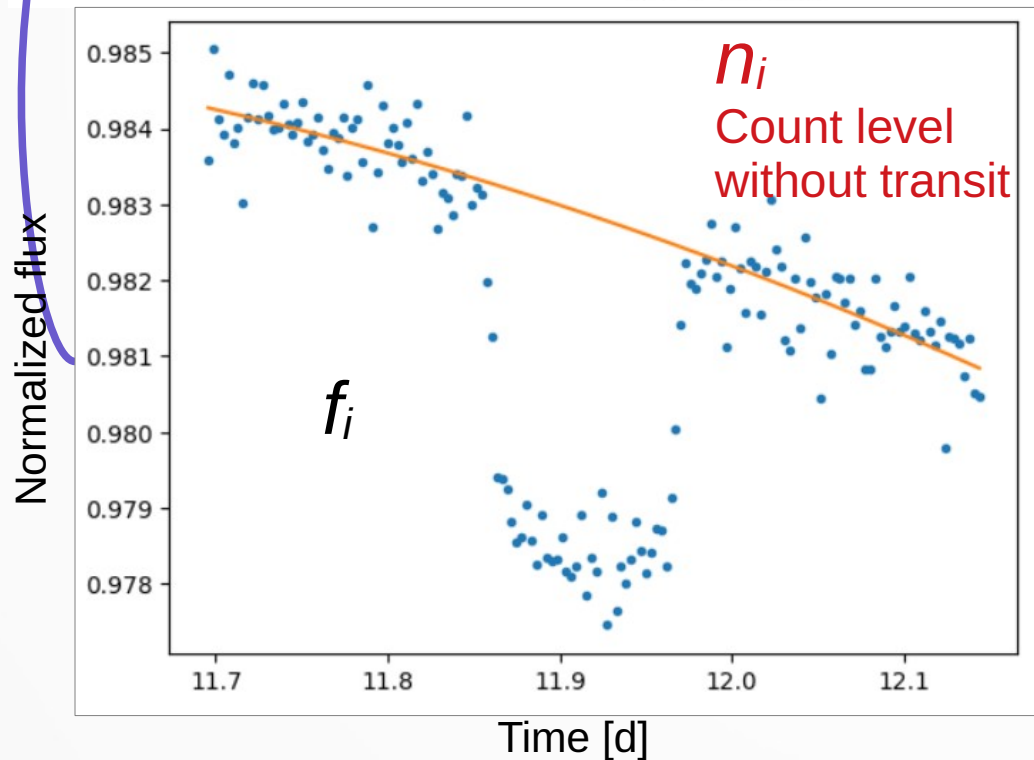 n_i
Count level
without transit
f_i
Normalized flux
0.985
0.984
0.983
0.982
0.981
0.980
0.979
0.978
11.7 11.8 11.9 12.0 12.1
Time [d]